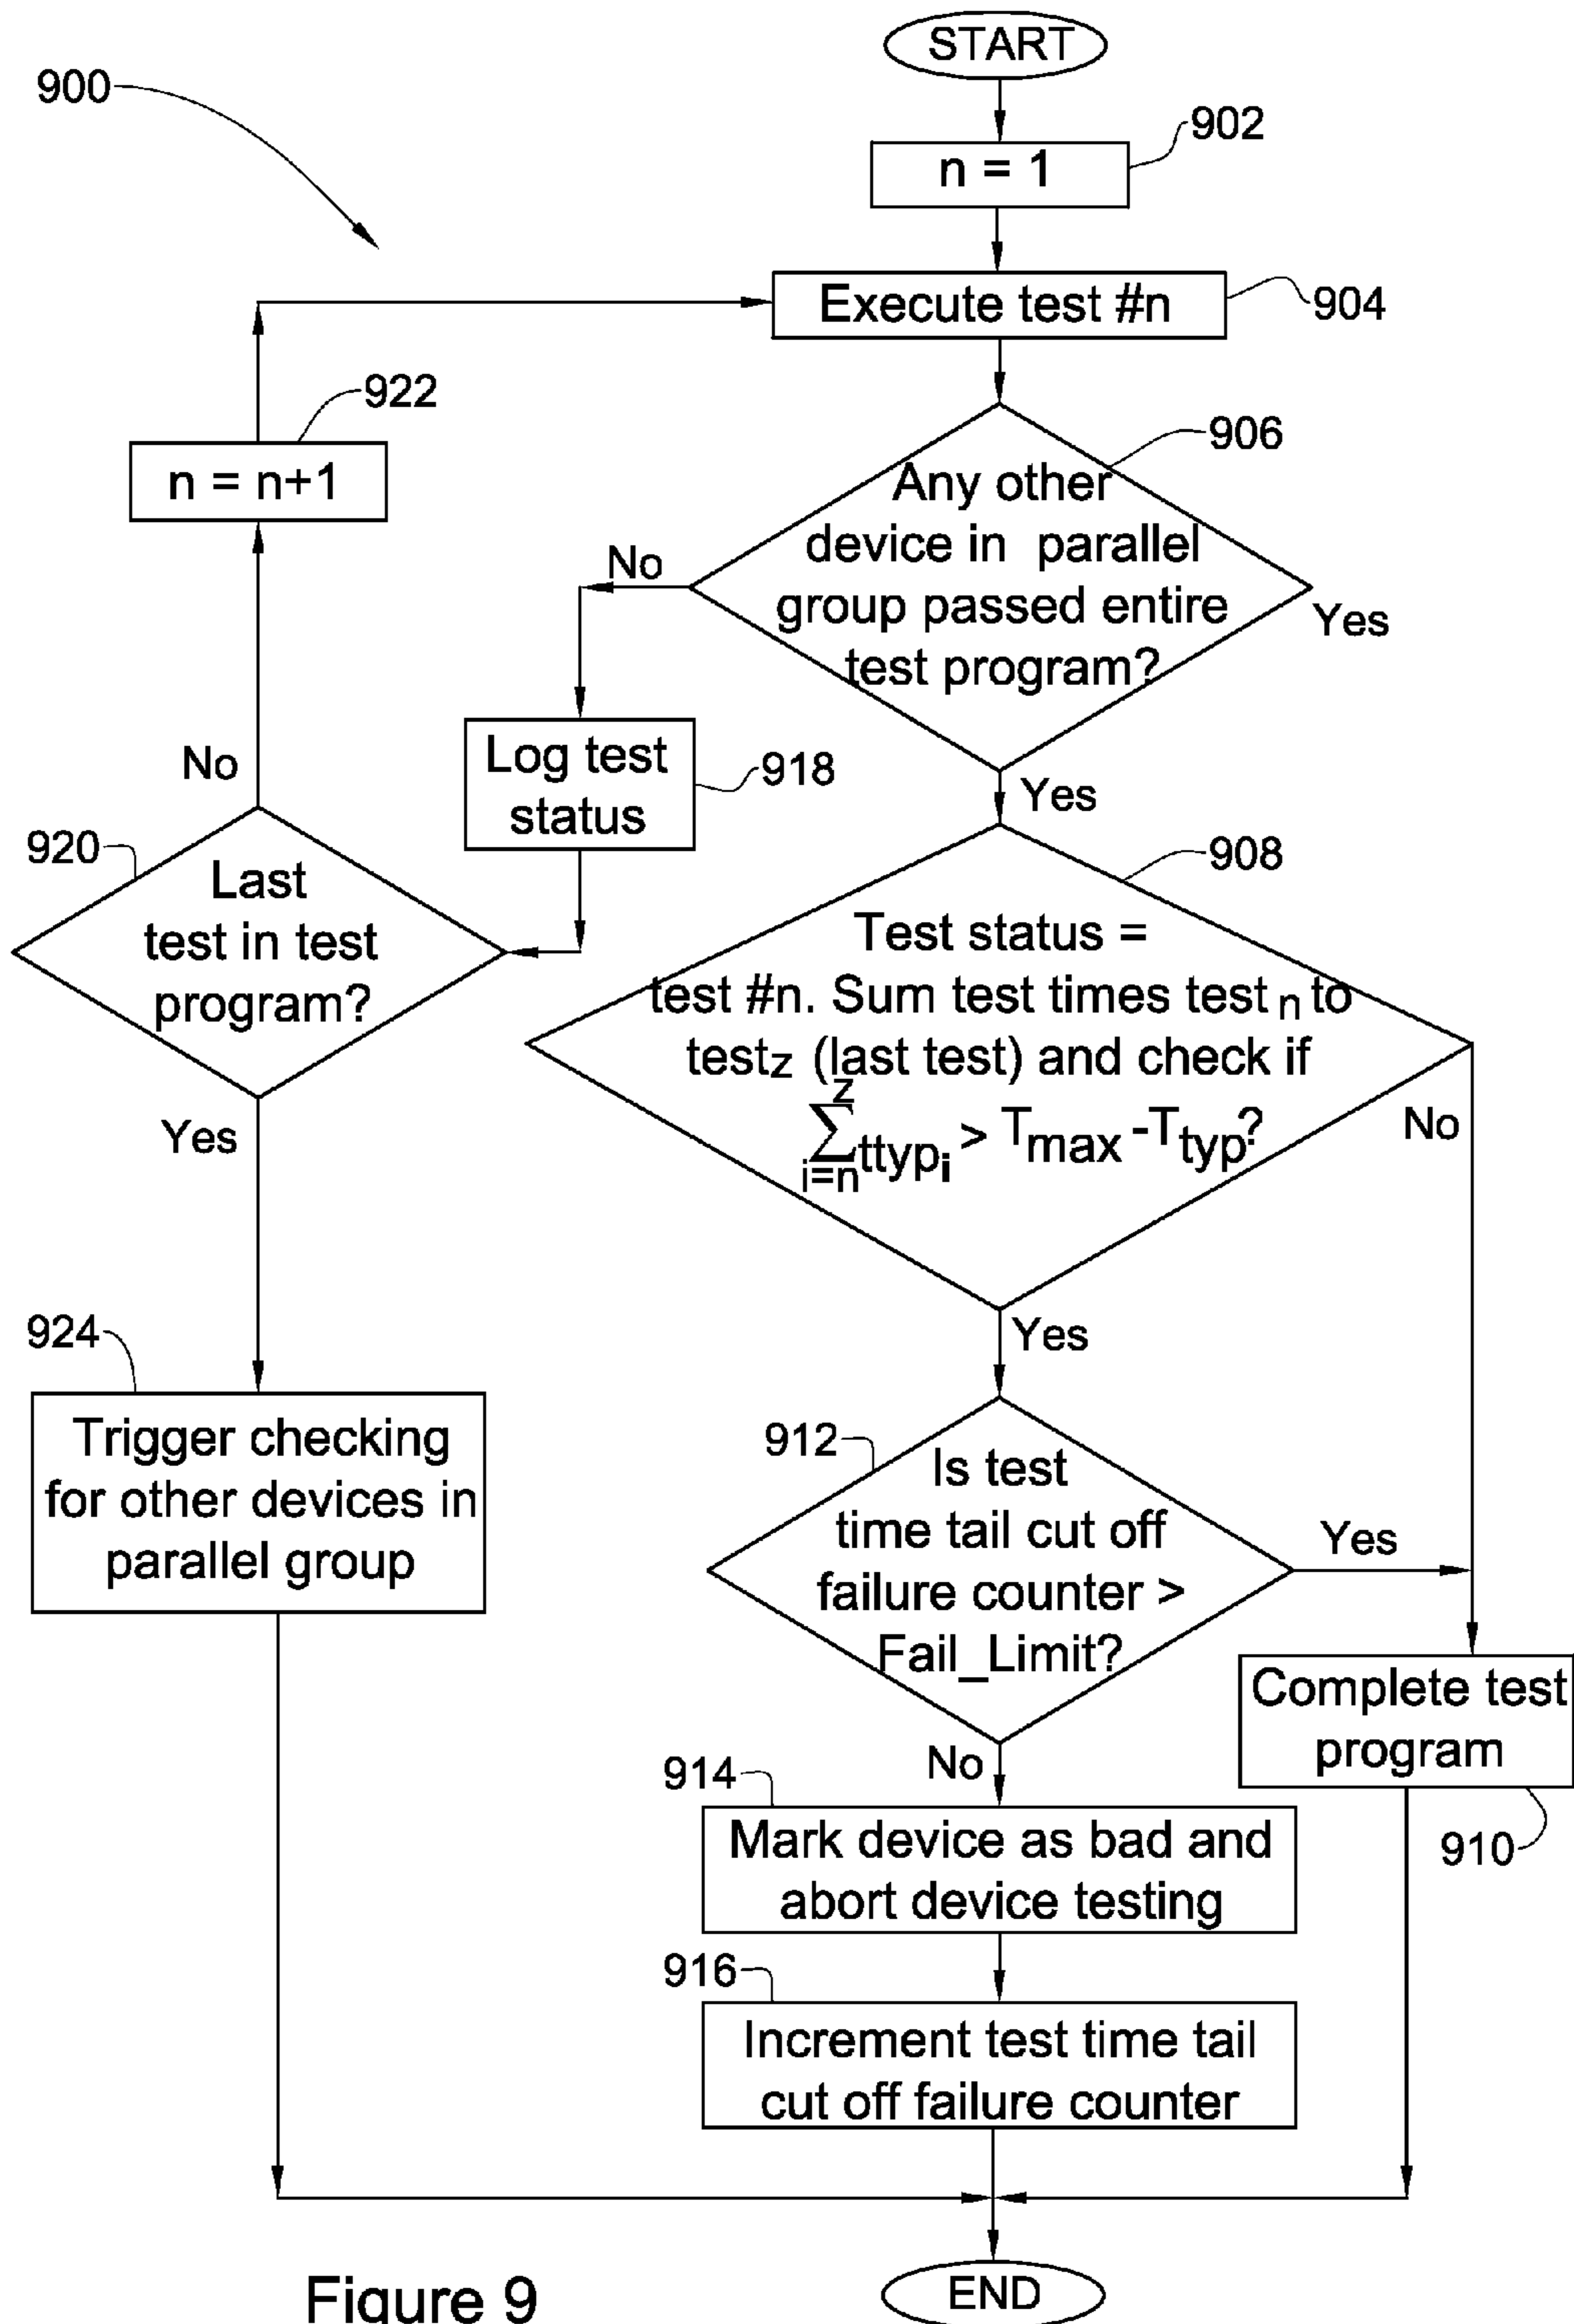 START
900
902
n = 1
Execute test #n
904
922
n = n+1
906
Any other
device in parallel
group passed entire
test program?
No
Yes
Log test
status
918
No
Yes
920
Last
test in test
program?
908
Test status =
test #n. Sum test times test n to
testz (last test) and check if
z
∑ ttypi > Tmax -Ttyp?
i=n
Yes
No
Yes
924
Trigger checking
for other devices in
parallel group
912
Is test
time tail cut off
failure counter >
Fail_Limit?
Yes
Complete test
program
910
No
914
Mark device as bad and
abort device testing
916
Increment test time tail
cut off failure counter
END
Figure 9